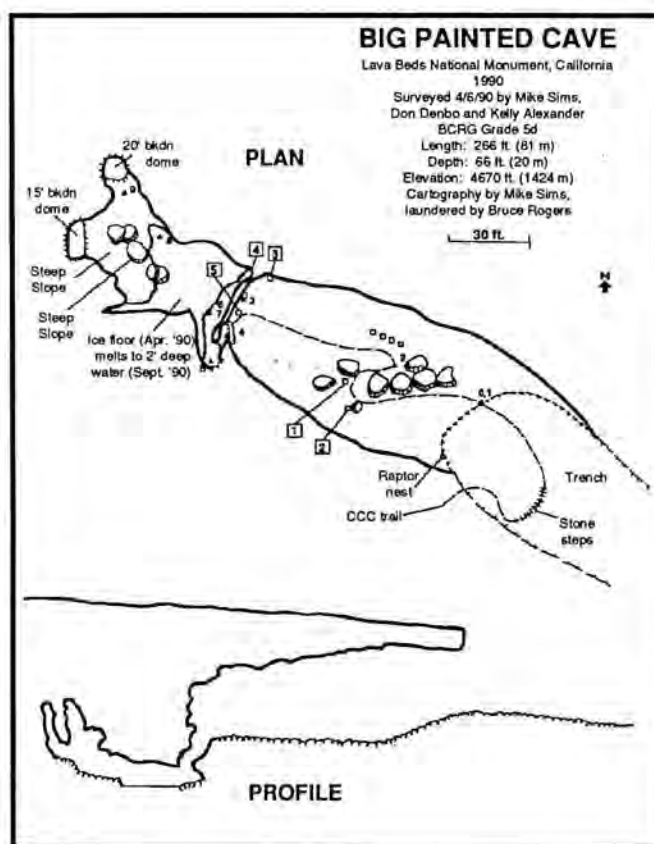 BIG PAINTED CAVE
Lava Beds National Monument, California
1990
Surveyed 4/6/90 by Mike Sims,
Don Denbo and Kelly Alexander
BCRG Grade 5d
Length: 266 ft. (81 m)
Depth: 66 ft. (20 m)
Elevation: 4670 ft. (1424 m)
Cartography by Mike Sims,
laundered by Bruce Rogers
30 ft.
N
PLAN
20' bkdn
dome
15' bkdn
dome
Steep
Slope
Steep
Slope
Ice floor (Apr. '90)
melts to 2' deep
water (Sept. '90)
4
3
5
1
2
Raptor
nest
CCC trail
Trench
Stone
steps
PROFILE